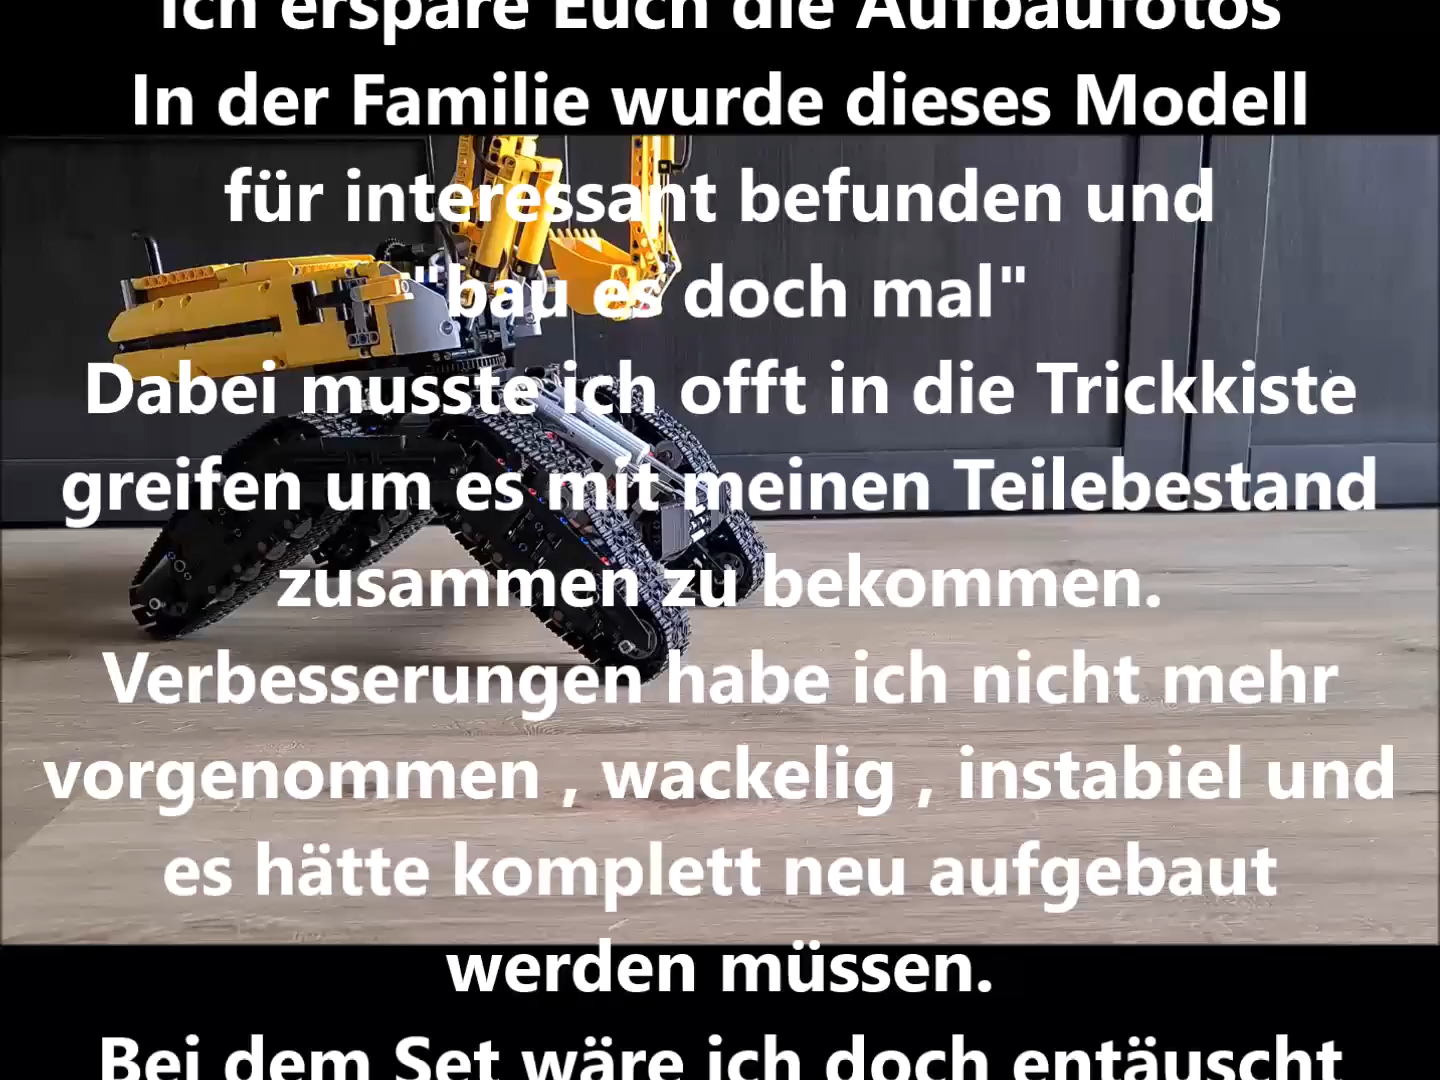 Ich erspare Euch die Aufbaufotos
In der Familie wurde dieses Modell
für interessant befunden und
"bau es doch mal"
Dabei musste ich offt in die Trickkiste
greifen um es mit meinen Teilebestand
zusammen zu bekommen.
Verbesserungen habe ich nicht mehr
vorgenommen , wackelig , instabiel und
es hätte komplett neu aufgebaut
werden müssen.
Bei dem Set wäre ich doch entäuscht